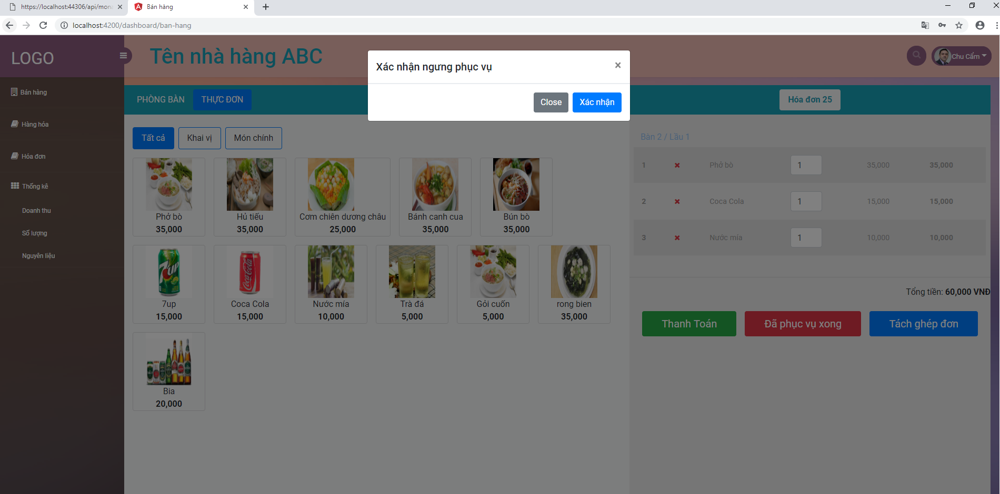 https://localhost:44306/api/mona
Bán hàng
localhost:4200/dashboard/ban-hang
LOGO
Tên nhà hàng ABC
Chu Cẩm
Xác nhận ngưng phục vụ
×
Close
Xác nhận
Bán hàng
Hàng hóa
Hóa đơn
Thống kê
Doanh thu
Số lượng
Nguyên liệu
PHÒNG BÀN
THỰC ĐƠN
Hóa đơn 25
Tất cả
Khai vị
Món chính
Phở bò
35,000
Hủ tiếu
35,000
Cơm chiên dương châu
25,000
Bánh canh cua
35,000
Bún bò
35,000
7up
15,000
Coca Cola
15,000
Nước mía
10,000
Trà đá
5,000
Gỏi cuốn
5,000
rong bien
35,000
Bia
20,000
Bàn 2 / Lầu 1
1 Phở bò 1 35,000 35,000
2 Coca Cola 1 15,000 15,000
3 Nước mía 1 10,000 10,000
Tổng tiền: 60,000 VNĐ
Thanh Toán
Đã phục vụ xong
Tách ghép đơn